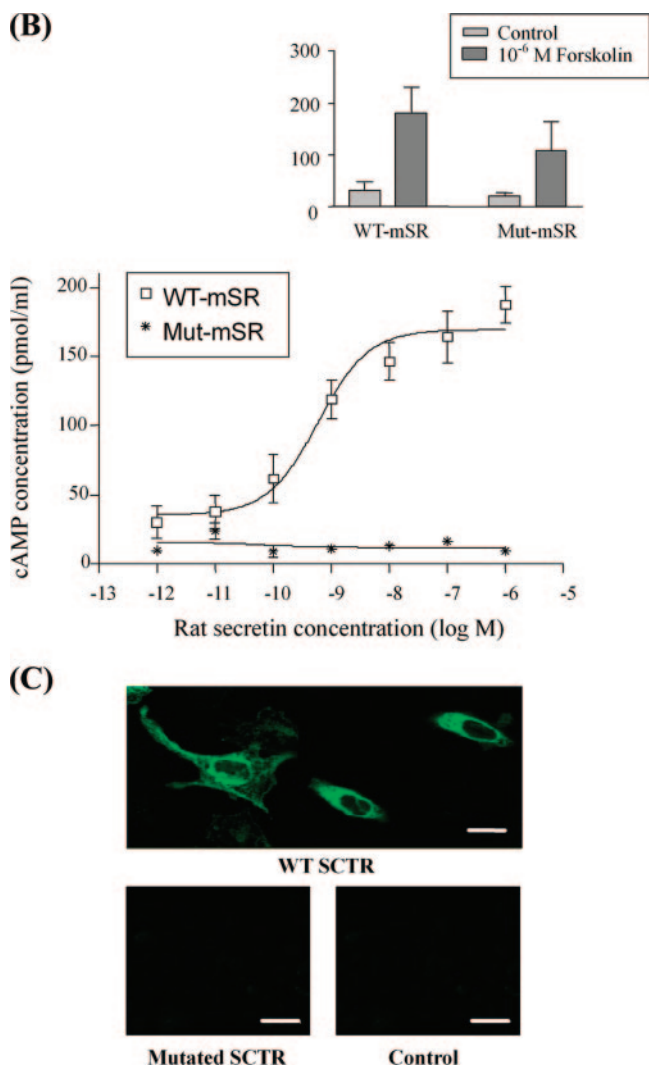 (B)
Control
10⁻⁶ M Forskolin
300
200
100
0
WT-mSR Mut-mSR
cAMP concentration (pmol/ml)
200
150
100
50
0
WT-mSR
Mut-mSR
-13 -12 -11 -10 -9 -8 -7 -6 -5
Rat secretin concentration (log M)
(C)
WT SCTR
Mutated SCTR Control